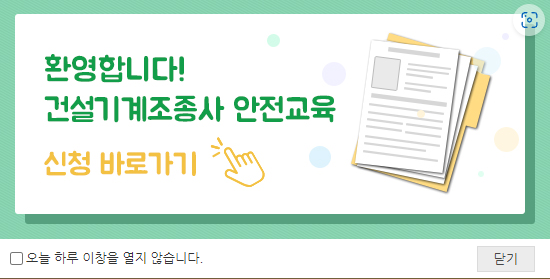 환영합니다!
건설기계조종사 안전교육
신청 바로가기
오늘 하루 이창을 열지 않습니다.
닫기